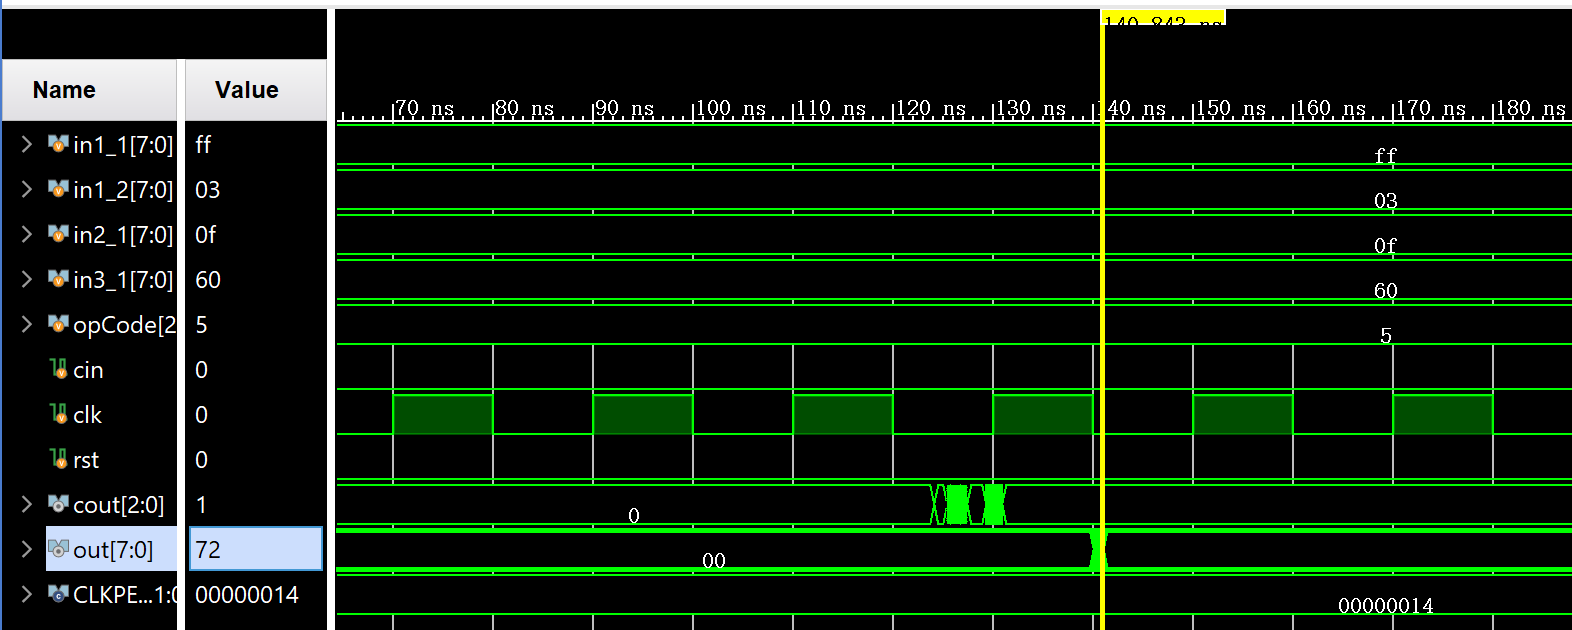 140.843 ns
Name Value
70 ns 80 ns 90 ns 100 ns 110 ns 120 ns 130 ns 140 ns 150 ns 160 ns 170 ns 180 ns
in1_1[7:0] ff ff
in1_2[7:0] 03 03
in2_1[7:0] 0f 0f
in3_1[7:0] 60 60
opCode[2 5 5
cin 0
clk 0
rst 0
cout[2:0] 1 0
out[7:0] 72 00
CLKPE...1:0 00000014 00000014